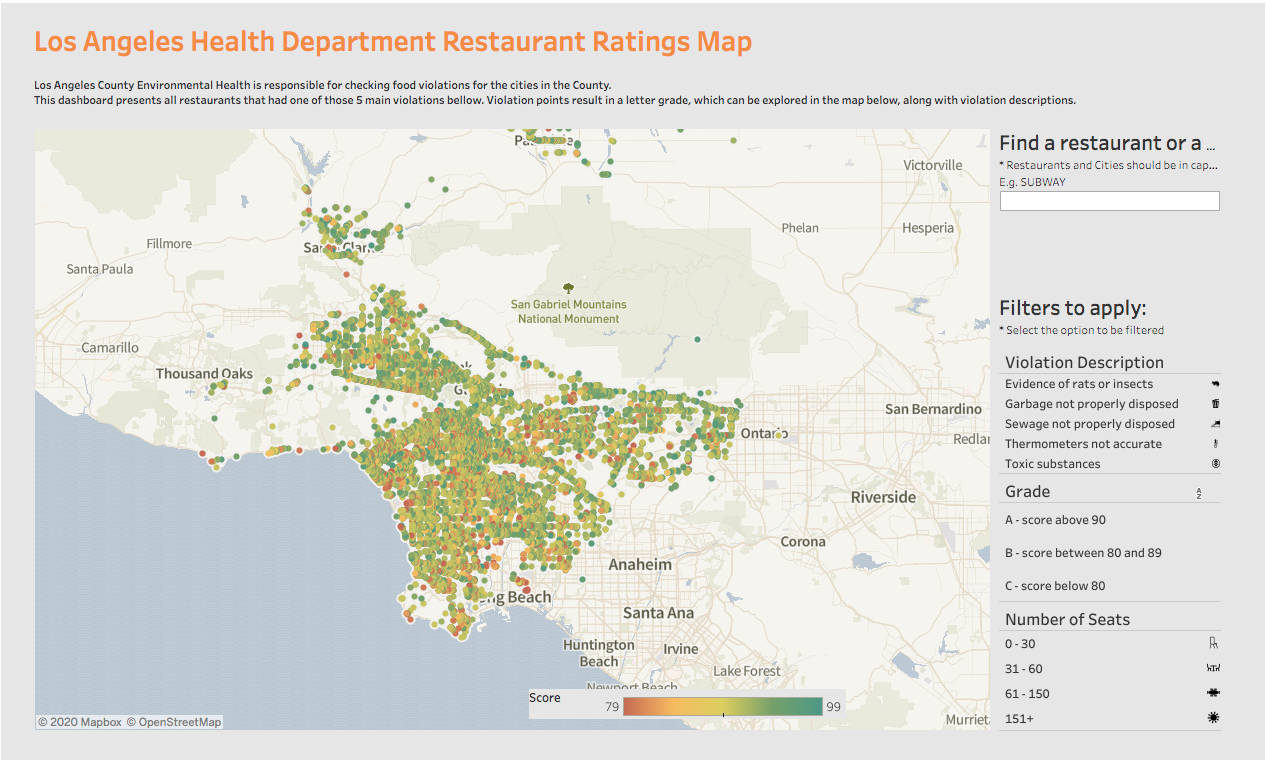 Los Angeles Health Department Restaurant Ratings Map
Los Angeles County Environmental Health is responsible for checking food violations for the cities in the County.
This dashboard presents all restaurants that had one of those 5 main violations bellow. Violation points result in a letter grade, which can be explored in the map below, along with violation descriptions.
Find a restaurant or a ...
* Restaurants and Cities should be in cap...
E.g. SUBWAY
Victorville
Phelan
Hesperia
Fillmore
Santa Paula
San Gabriel Mountains
National Monument
Camarillo
Thousand Oaks
San Bernardino
Ontario
Redlan
Riverside
Corona
Anaheim
ng Beach
Santa Ana
Huntington
Beach
Irvine
Lake Forest
Newport Beach
Murriet
Score
79
99
© 2020 Mapbox © OpenStreetMap
Filters to apply:
* Select the option to be filtered
Violation Description
Evidence of rats or insects
Garbage not properly disposed
Sewage not properly disposed
Thermometers not accurate
Toxic substances
Grade
A - score above 90
B - score between 80 and 89
C - score below 80
Number of Seats
0 - 30
31 - 60
61 - 150
151+